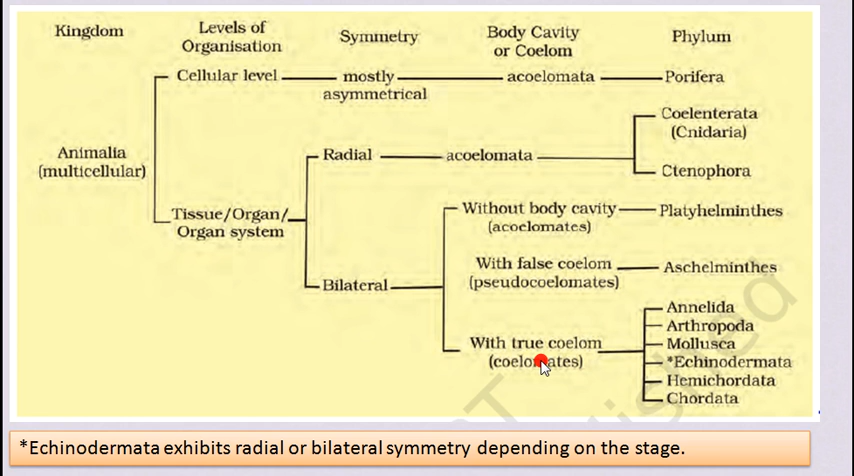 Kingdom
Levels of
Organisation
Symmetry
Body Cavity
or Coelom
Phylum
Cellular level
mostly
asymmetrical
acoelomata
Porifera
Animalia
(multicellular)
Radial
acoelomata
Coelenterata
(Cnidaria)
Ctenophora
Tissue/Organ/
Organ system
Bilateral
Without body cavity
(acoelomates)
Platyhelminthes
With false coelom
(pseudocoelomates)
Aschelminthes
With true coelom
(coelomates)
Annelida
Arthropoda
Mollusca
*Echinodermata
Hemichordata
Chordata
*Echinodermata exhibits radial or bilateral symmetry depending on the stage.